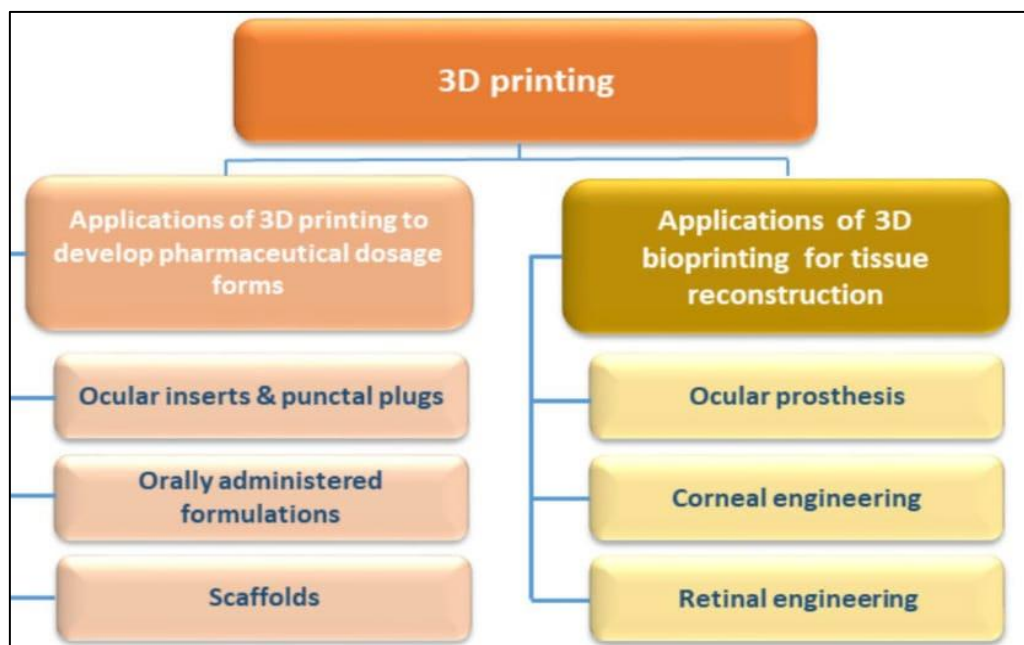 3D printing
Applications of 3D printing to
develop pharmaceutical dosage
forms
Ocular inserts & punctal plugs
Orally administered
formulations
Scaffolds
Applications of 3D
bioprinting for tissue
reconstruction
Ocular prosthesis
Corneal engineering
Retinal engineering